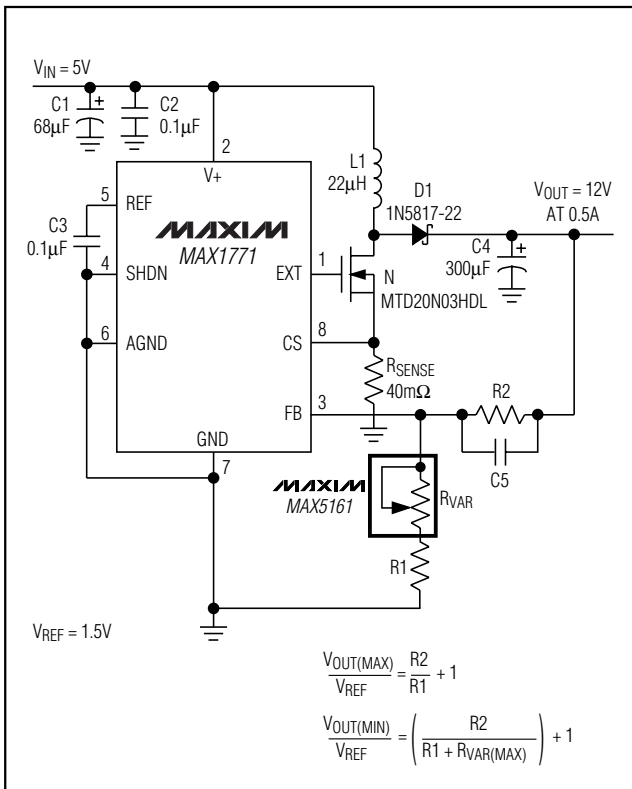 V_IN = 5V
C1
68µF
+
C2
0.1µF
2
V+
L1
22µH
D1
1N5817-22
V_OUT = 12V
AT 0.5A
5
REF
MAXIM
MAX1771
C3
0.1µF
4
SHDN
EXT
1
N
MTD20N03HDL
C4
300µF
+
6
AGND
CS
8
R_SENSE
40mΩ
R2
FB
3
GND
7
C5
MAXIM
MAX5161
R_VAR
R1
V_REF = 1.5V
V_OUT(MAX) / V_REF = R2 / R1 + 1
V_OUT(MIN) / V_REF = ( R2 / R1 + R_VAR(MAX) ) + 1